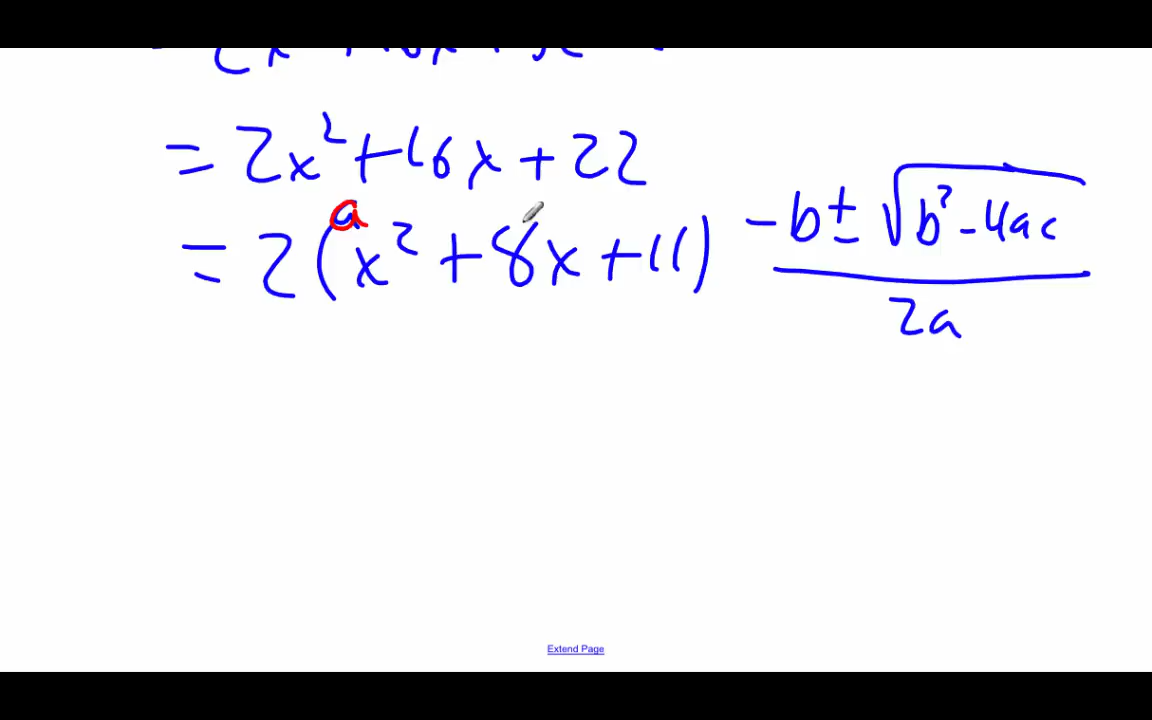 = 2x² + 16x + 22
a
= 2(x² + 8x + 11)
-b ± √(b² - 4ac)
2a
Extend Page